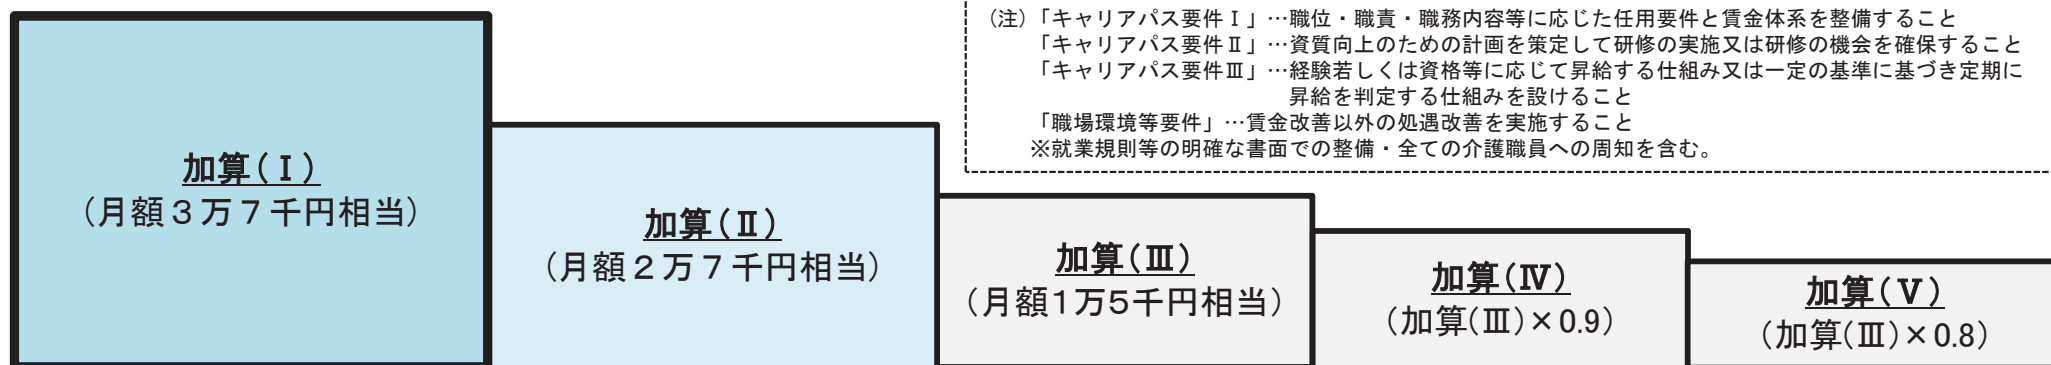 (注)「キャリアパス要件Ⅰ」…職位・職責・職務内容等に応じた任用要件と賃金体系を整備すること
「キャリアパス要件Ⅱ」…資質向上のための計画を策定して研修の実施又は研修の機会を確保すること
「キャリアパス要件Ⅲ」…経験若しくは資格等に応じて昇給する仕組み又は一定の基準に基づき定期に
昇給を判定する仕組みを設けること
「職場環境等要件」…賃金改善以外の処遇改善を実施すること
※就業規則等の明確な書面での整備・全ての介護職員への周知を含む。
加算(Ⅰ)
(月額3万7千円相当)
加算(Ⅱ)
(月額2万7千円相当)
加算(Ⅲ)
(月額1万5千円相当)
加算(Ⅳ)
(加算(Ⅲ)×0.9)
加算(Ⅴ)
(加算(Ⅲ)×0.8)